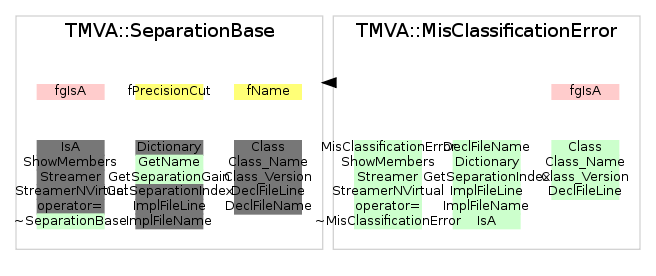 TMVA::SeparationBase
fgIsA
fPrecisionCut
fName
IsA
ShowMembers
Streamer
StreamerNVirtual
operator=
~SeparationBase
Dictionary
GetName
GetSeparationGain
GetSeparationIndex
ImplFileLine
ImplFileName
Class
Class_Name
Class_Version
DeclFileLine
DeclFileName
TMVA::MisClassificationError
fgIsA
MisClassificationError
ShowMembers
Streamer
StreamerNVirtual
operator=
~MisClassificationError
DeclFileName
Dictionary
GetSeparationIndex
ImplFileLine
ImplFileName
IsA
Class
Class_Name
Class_Version
DeclFileLine